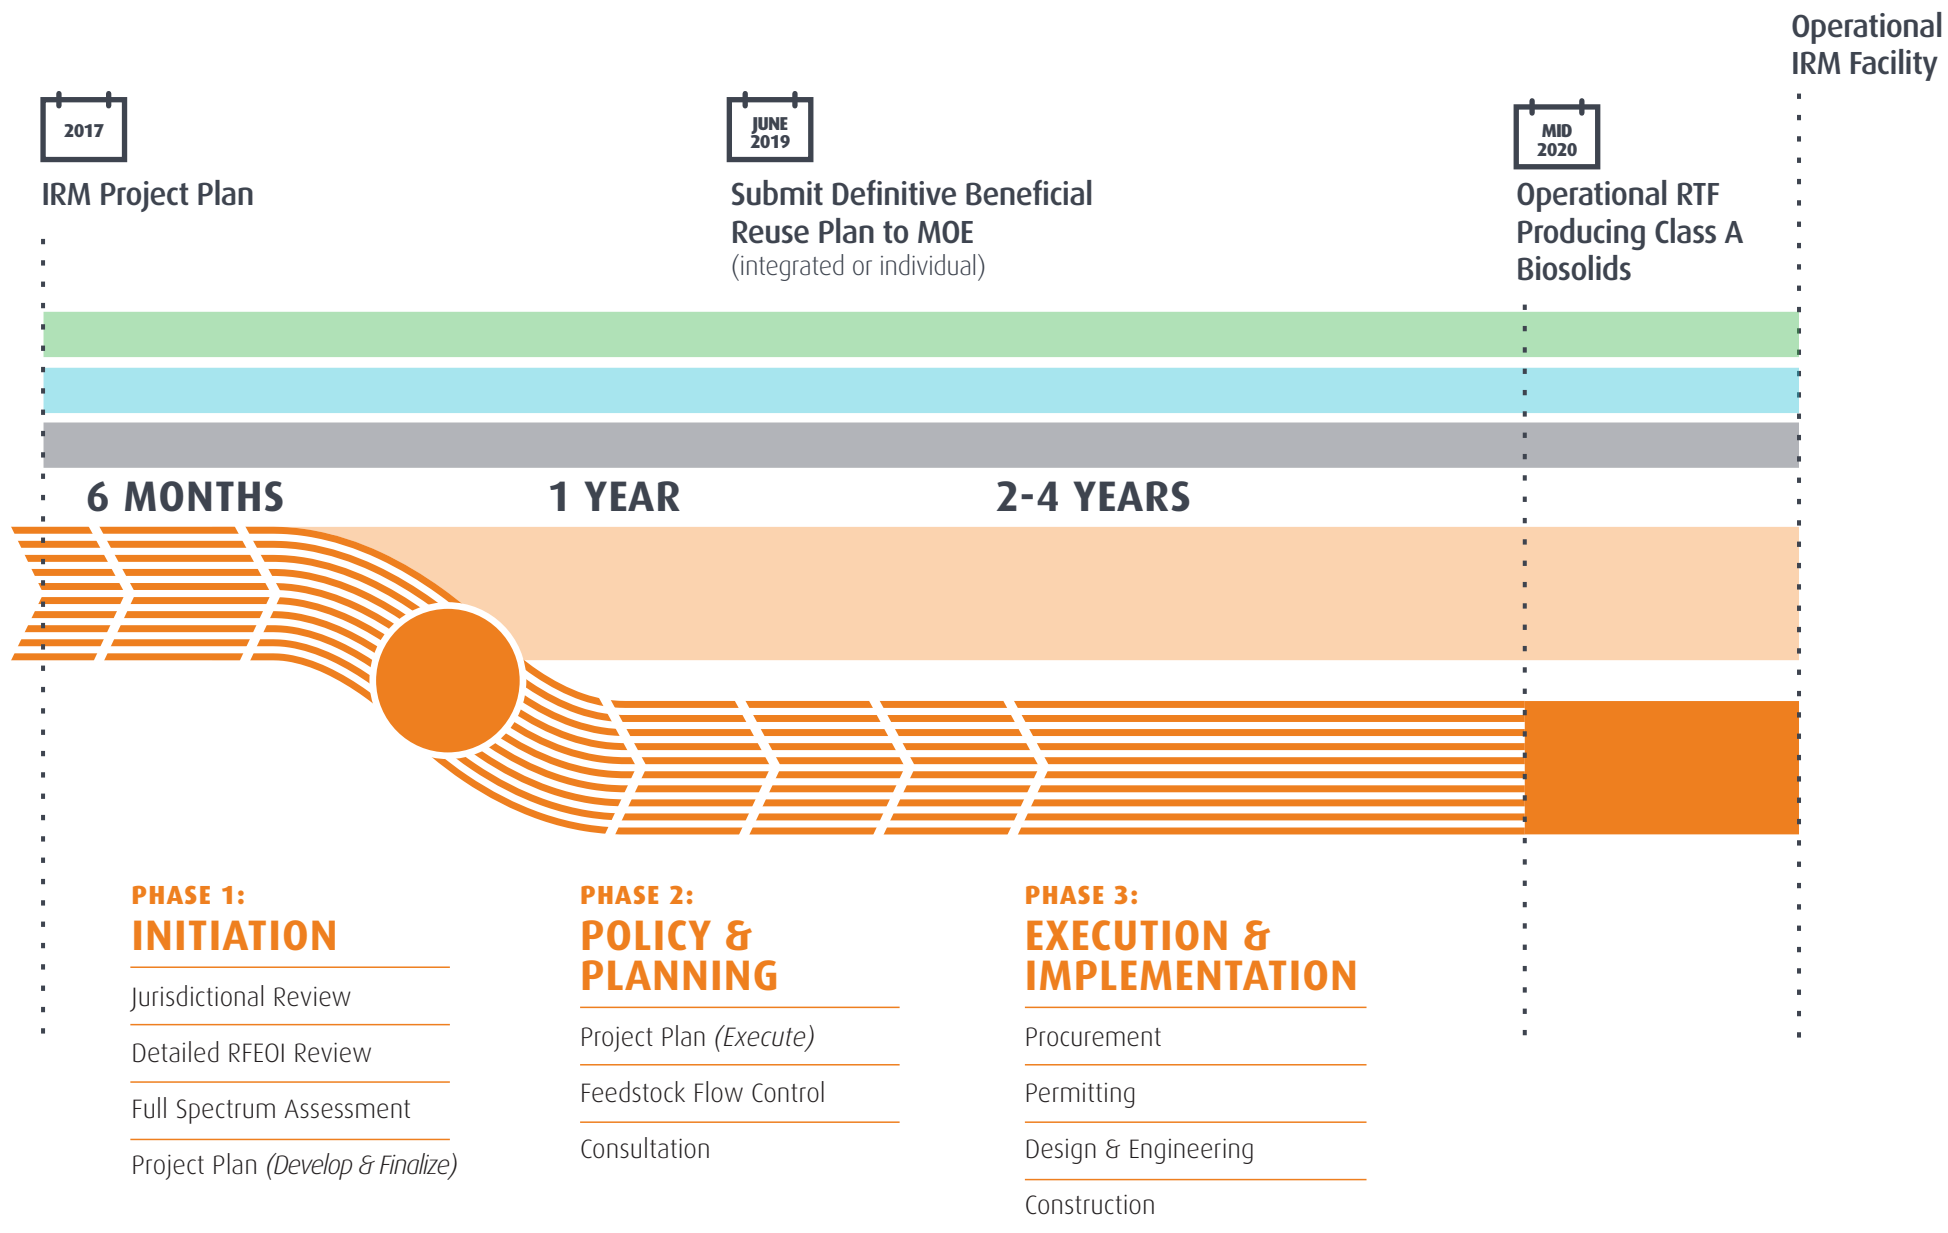 Operational
IRM Facility
2017
IRM Project Plan
JUNE
2019
Submit Definitive Beneficial
Reuse Plan to MOE
(integrated or individual)
MID
2020
Operational RTF
Producing Class A
Biosolids
6 MONTHS
1 YEAR
2-4 YEARS
PHASE 1:
INITIATION
Jurisdictional Review
Detailed RFEOI Review
Full Spectrum Assessment
Project Plan (Develop & Finalize)
PHASE 2:
POLICY &
PLANNING
Project Plan (Execute)
Feedstock Flow Control
Consultation
PHASE 3:
EXECUTION &
IMPLEMENTATION
Procurement
Permitting
Design & Engineering
Construction